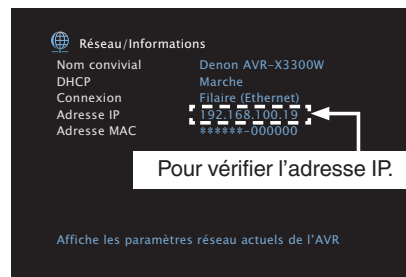 Réseau/Informations
Nom convivial Denon AVR-X3300W
DHCP Marche
Connexion Filaire (Ethernet)
Adresse IP 192.168.100.19
Adresse MAC ******-000000
Pour vérifier l’adresse IP.
Affiche les paramètres réseau actuels de l’AVR